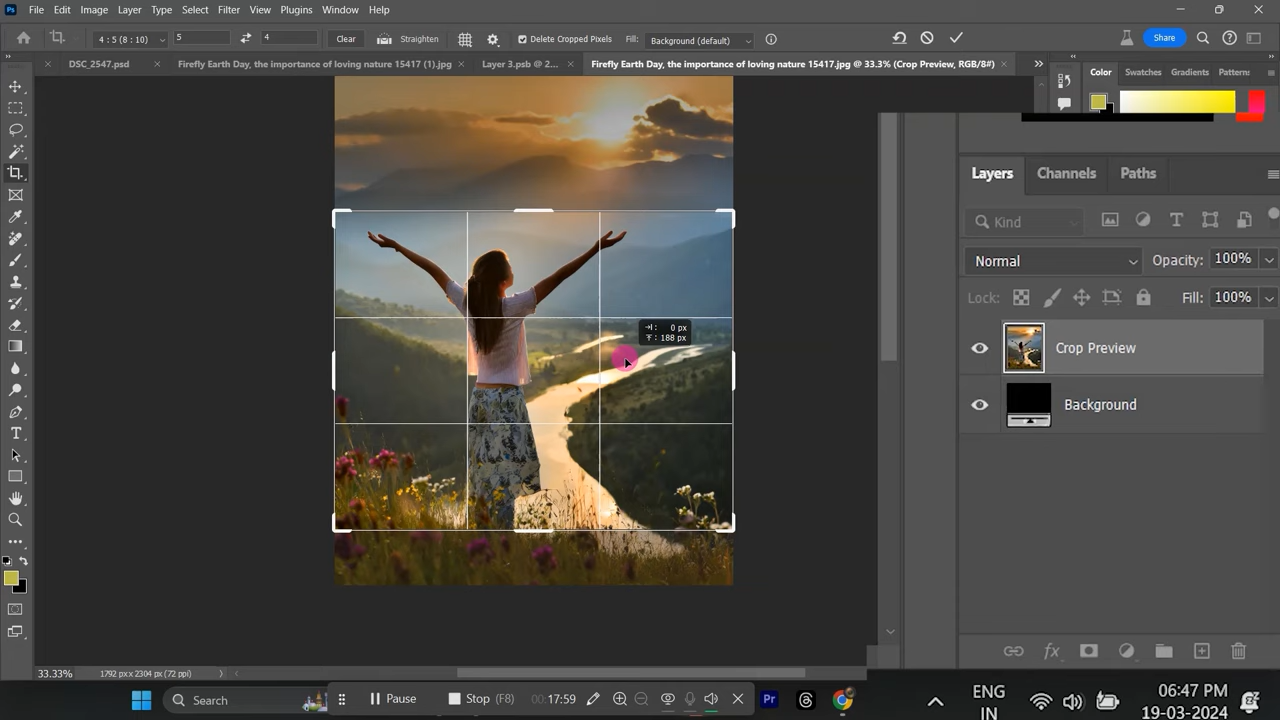 Ps File Edit Image Layer Type Select Filter View Plugins Window Help
4 : 5 (8 : 10) 5 4 Clear Straighten Delete Cropped Pixels Fill: Background (default) Share
DSC_2547.psd Firefly Earth Day, the importance of loving nature 15417 (1).jpg Layer 3.psb @ 2... Firefly Earth Day, the importance of loving nature 15417.jpg @ 33.3% (Crop Preview, RGB/8#)
Color Swatches Gradients Patterns
Layers Channels Paths
Kind
Normal Opacity: 100%
Lock: Fill: 100%
0 px
188 px
Crop Preview
Background
33.33% 1792 px x 2304 px (72 ppi)
Search Pause Stop (F8) 00:17:59 Pr ENG IN 06:47 PM 19-03-2024